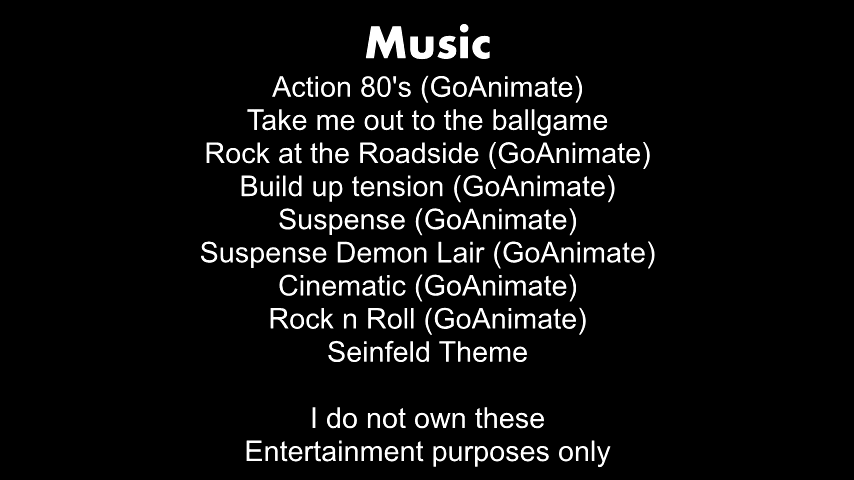 Music
Action 80's (GoAnimate)
Take me out to the ballgame
Rock at the Roadside (GoAnimate)
Build up tension (GoAnimate)
Suspense (GoAnimate)
Suspense Demon Lair (GoAnimate)
Cinematic (GoAnimate)
Rock n Roll (GoAnimate)
Seinfeld Theme
I do not own these
Entertainment purposes only